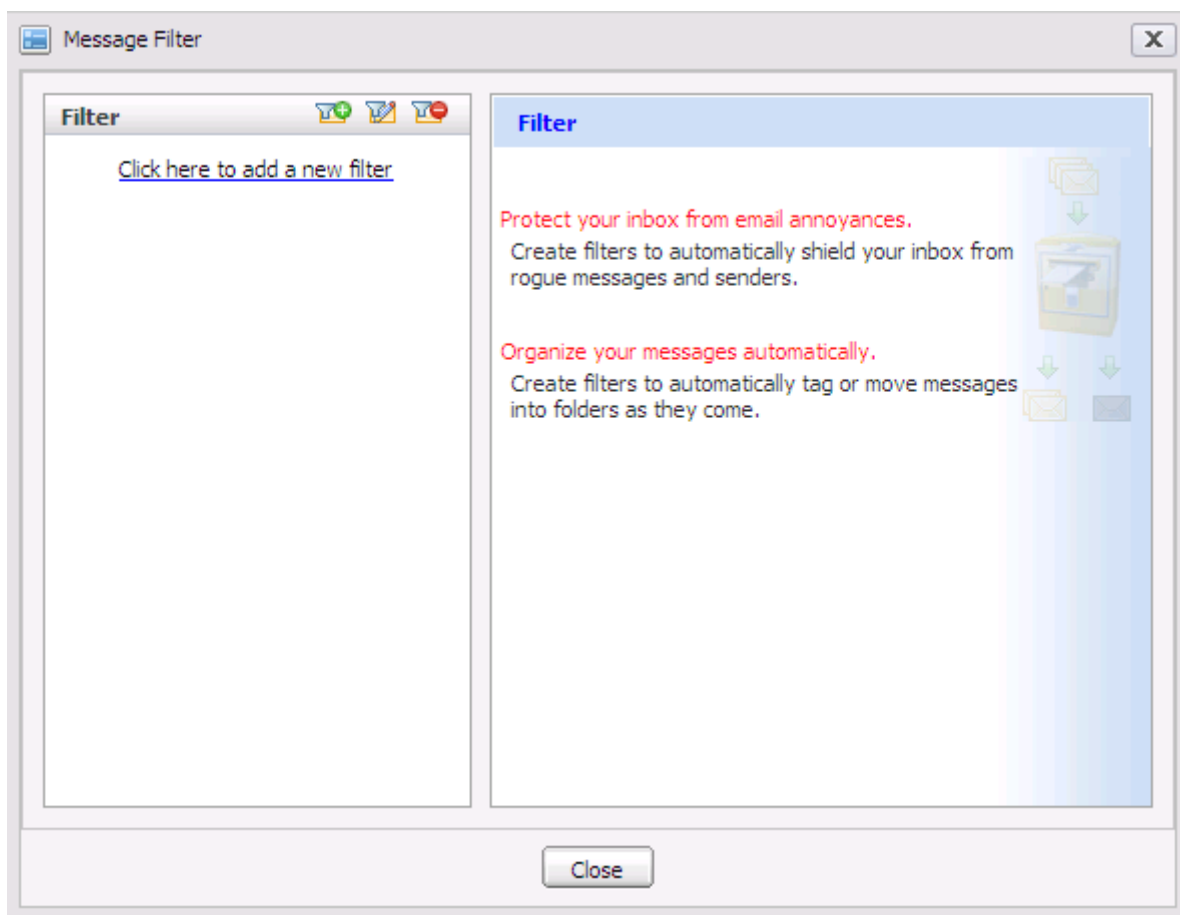 Message Filter
Filter
Click here to add a new filter
Filter
Protect your inbox from email annoyances.
Create filters to automatically shield your inbox from
rogue messages and senders.
Organize your messages automatically.
Create filters to automatically tag or move messages
into folders as they come.
Close